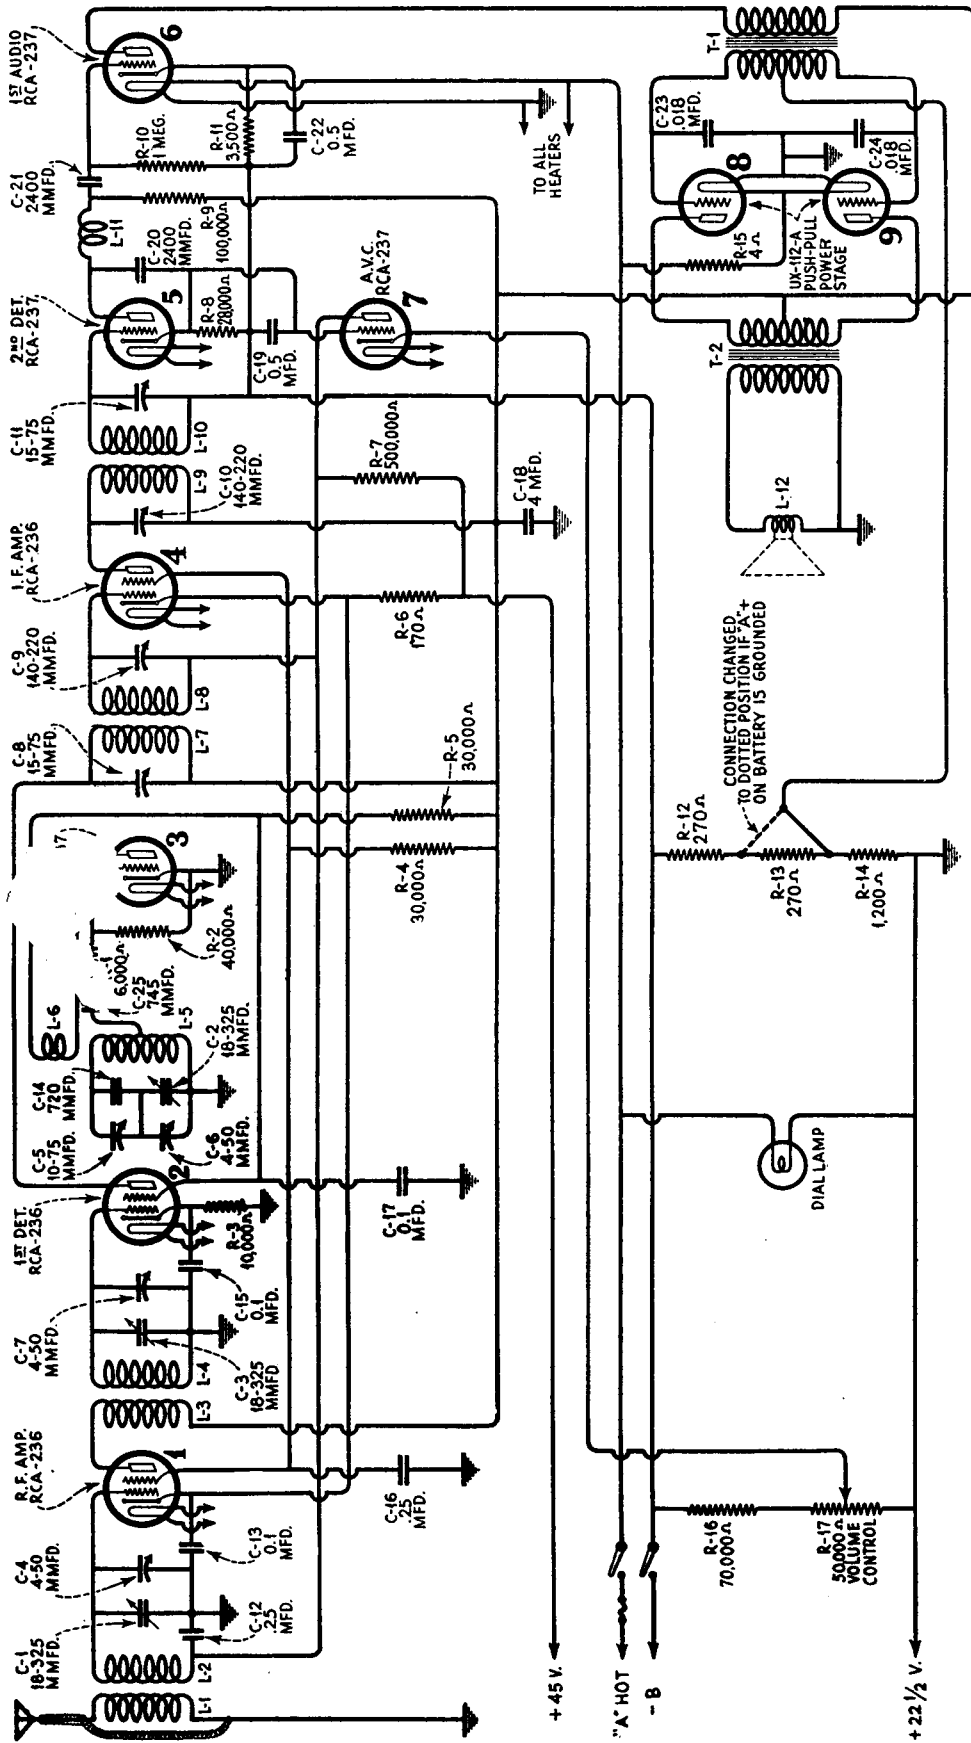 C-1
18-325
MMFD.
C-4
4-50
MMFD.
R.F. AMP.
RCA-236
C-7
4-50
MMFD.
1ST DET.
RCA-236
C-5
10-75
MMFD.
C-14
720
MMFD.
L-6
C-25
745
MMFD.
6,000Ω
17.
C-8
15-75
MMFD.
C-9
140-220
MMFD.
I.F. AMP.
RCA-236
C-11
15-75
MMFD.
2ND DET.
RCA-237
C-21
2400
MMFD.
1ST AUDIO
RCA-237
L-1
L-2
C-12
.25
MFD.
C-13
0.1
MFD.
1
L-3
L-4
C-3
18-325
MMFD
C-15
0.1
MFD.
R-3
10,000Ω
2
C-6
4-50
MMFD.
C-2
18-325
MMFD.
L-5
R-2
40,000Ω
3
L-7
L-8
4
C-10
140-220
MMFD.
L-9
L-10
5
R-8
28,000Ω
C-20
2400
MMFD.
L-11
R-9
100,000Ω
R-10
1 MEG.
R-11
3,500Ω
C-22
0.5
MFD.
6
C-19
0.5
MFD.
A.V.C.
RCA-237
7
TO ALL
HEATERS
C-16
.25
MFD.
C-17
0.1
MFD.
R-4
30,000Ω
R-5
30,000Ω
R-6
170Ω
R-7
500,000Ω
C-18
4 MFD.
+45 V.
"A" HOT
- B
+22 1/2 V.
R-16
70,000Ω
R-17
50,000Ω
VOLUME
CONTROL
DIAL LAMP
R-12
270Ω
R-13
270Ω
R-14
1,200Ω
CONNECTION CHANGED
TO DOTTED POSITION IF "A"+
ON BATTERY IS GROUNDED
L-12
T-2
R-15
4Ω
UX-112-A
PUSH-PULL
POWER
STAGE
8
9
C-23
.018
MFD.
C-24
.018
MFD.
T-1